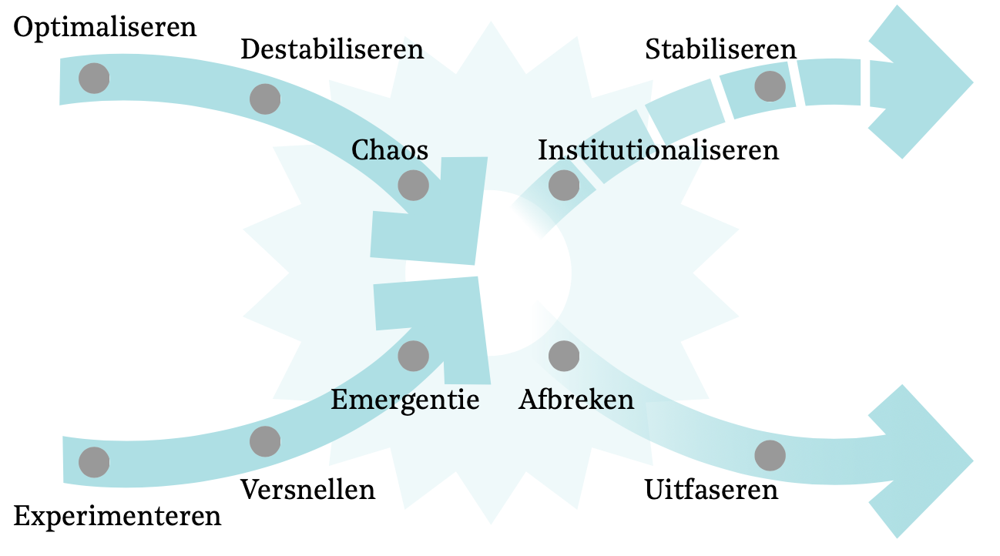 Optimaliseren
Destabiliseren
Stabiliseren
Chaos
Institutionaliseren
Emergentie
Afbreken
Versnellen
Uitfaseren
Experimenteren